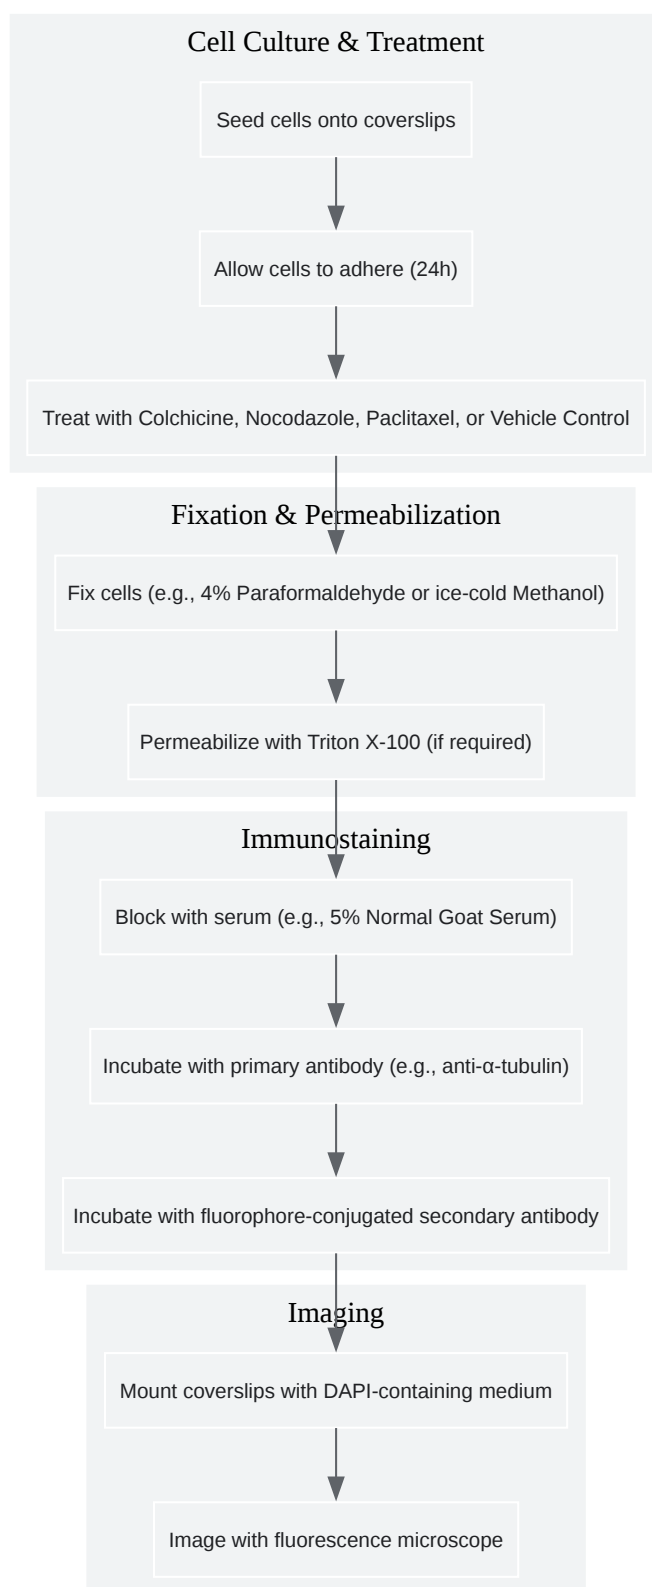 Cell Culture & Treatment
Seed cells onto coverslips
Allow cells to adhere (24h)
Treat with Colchicine, Nocodazole, Paclitaxel, or Vehicle Control
Fixation & Permeabilization
Fix cells (e.g., 4% Paraformaldehyde or ice-cold Methanol)
Permeabilize with Triton X-100 (if required)
Immunostaining
Block with serum (e.g., 5% Normal Goat Serum)
Incubate with primary antibody (e.g., anti-α-tubulin)
Incubate with fluorophore-conjugated secondary antibody
Imaging
Mount coverslips with DAPI-containing medium
Image with fluorescence microscope